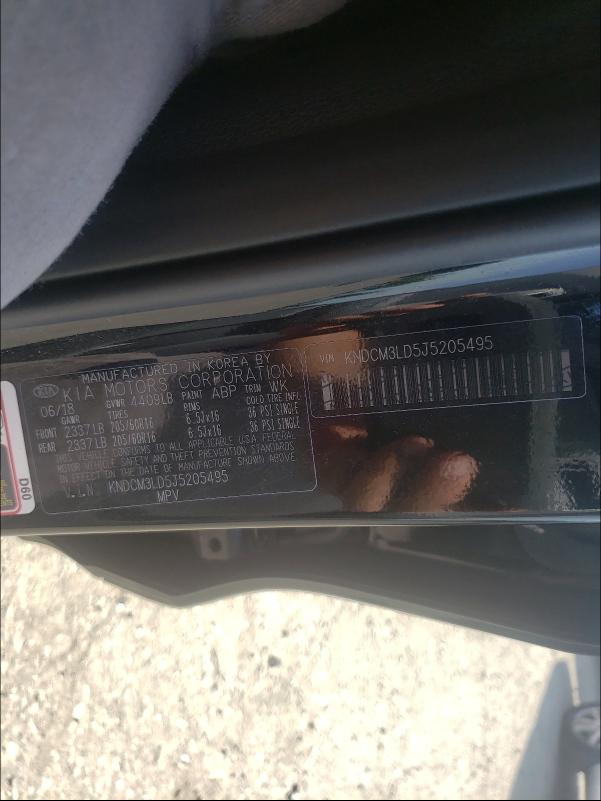 MANUFACTURED IN KOREA BY
KIA KIA MOTORS CORPORATION
06/18 GVWR 4409LB PAINT ABP TRIM WK
GAWR TIRES RIMS COLD TIRE INFL
FRONT 2337LB 205/60R16 6.5Jx16 36 PSI SINGLE
REAR 2337LB 205/60R16 6.5Jx16 36 PSI SINGLE
THIS VEHICLE CONFORMS TO ALL APPLICABLE USA FEDERAL
MOTOR VEHICLE SAFETY AND THEFT PREVENTION STANDARDS
IN EFFECT ON THE DATE OF MANUFACTURE SHOWN ABOVE
V.I.N KNDCM3LD5J5205495
MPV
VIN KNDCM3LD5J5205495
D60